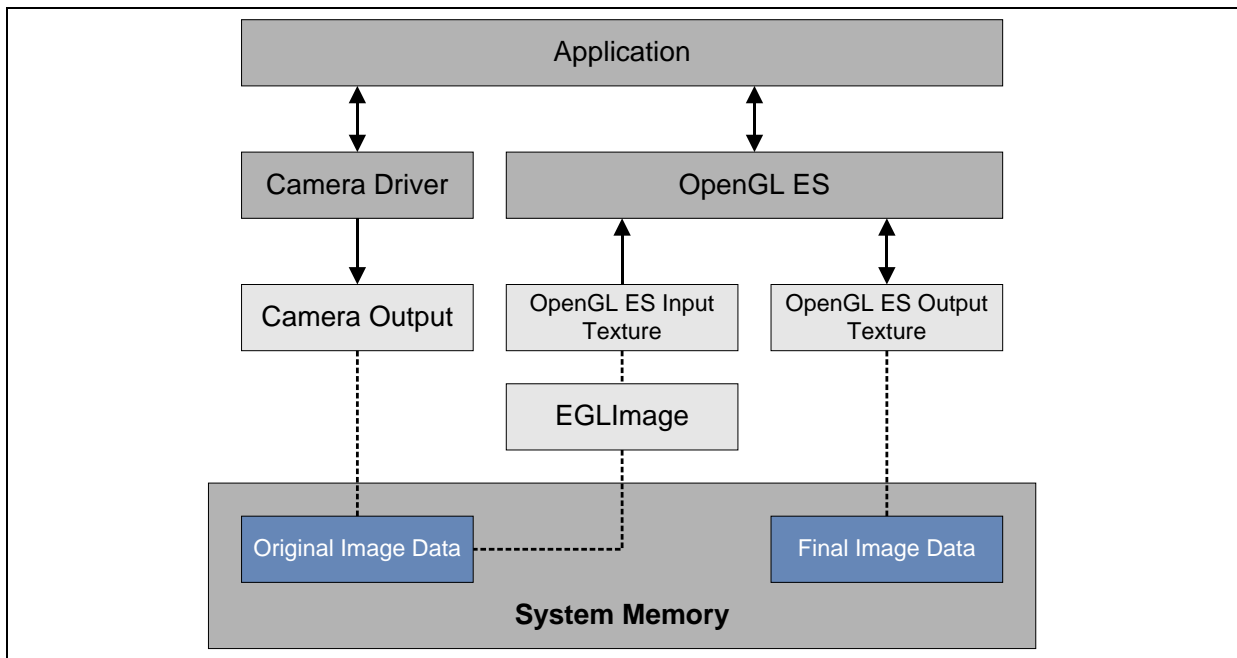 Application
Camera Driver
OpenGL ES
Camera Output
OpenGL ES Input
Texture
OpenGL ES Output
Texture
EGLImage
Original Image Data
Final Image Data
System Memory